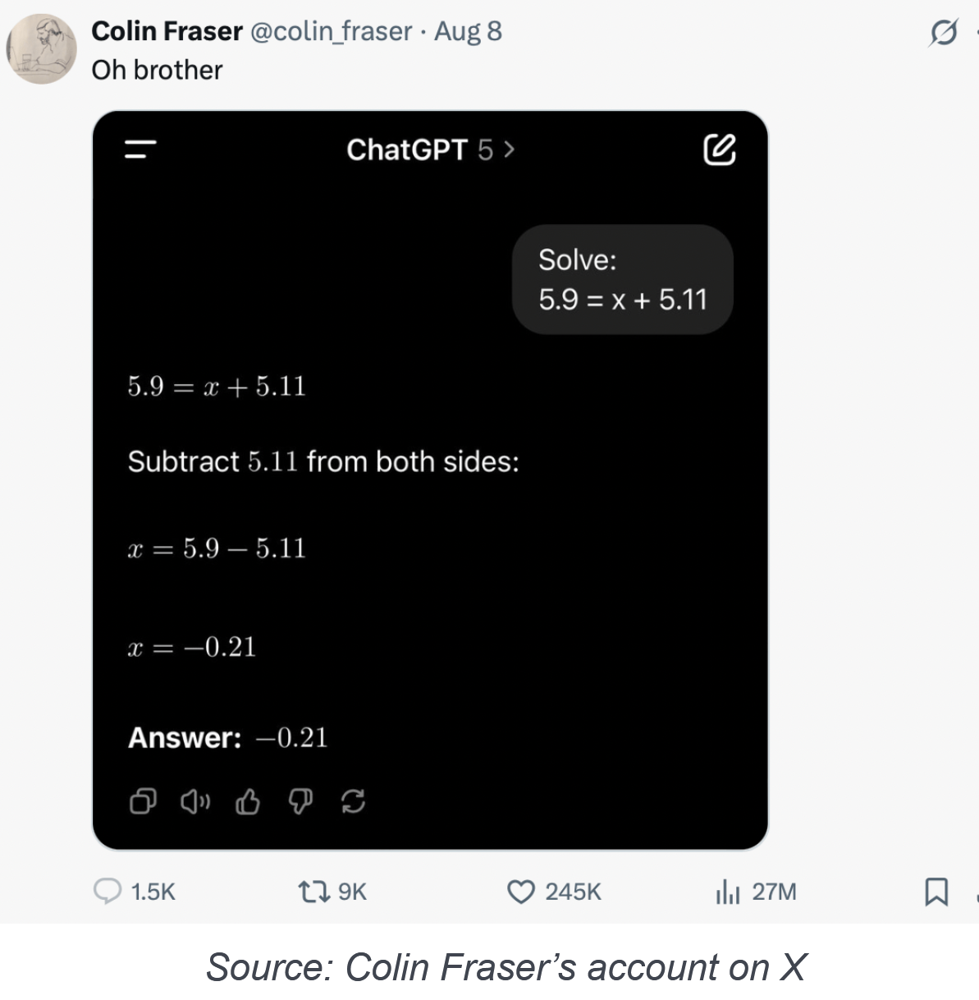 Colin Fraser @colin_fraser · Aug 8
Oh brother
ChatGPT 5 >
Solve:
5.9 = x + 5.11
5.9 = x + 5.11
Subtract 5.11 from both sides:
x = 5.9 − 5.11
x = −0.21
Answer: −0.21
1.5K 9K 245K 27M
Source: Colin Fraser’s account on X